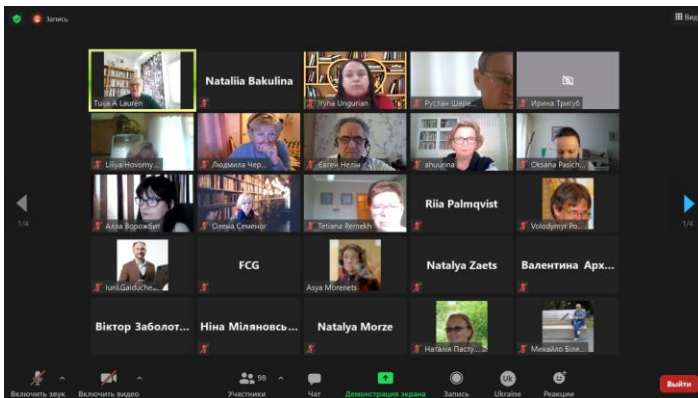 Запись
Вид
Tuija A Lauren
Nataliia Bakulina
Iryna Ungurian
Руслан Шере...
Ирина Тригуб
Liliya Hovorny...
Людмила Чер...
Євген Нелін
ahuurina
Oksana Pasich...
Алла Ворожбит
Олена Семеног
Tetiana Remekh
Riia Palmqvist
Volodymyr Po...
1/4
1/4
Iurii Gaiduche...
FCG
Asya Morenets
Natalya Zaets
Валентина Арх...
Віктор Заболот...
Ніна Міляновсь...
Natalya Morze
Наталія Пасту...
Михайло Біля...
98
Uk
Включить звук
Включить видео
Участники
Чат
Демонстрация экрана
Запись
Ukraine
Реакции
Выйти